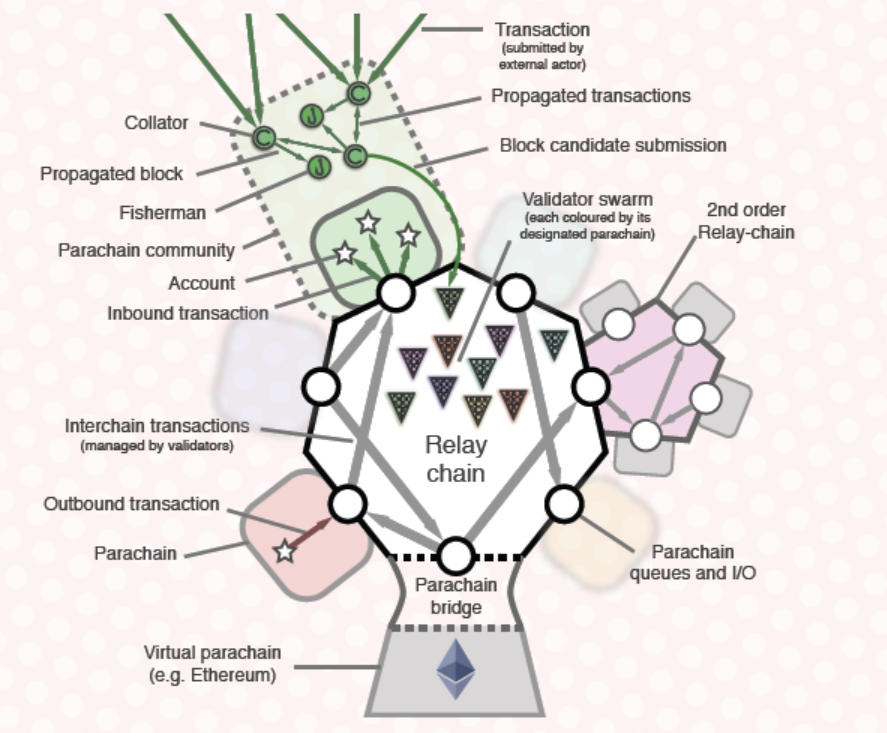 Transaction
(submitted by
external actor)
Propagated transactions
Collator
C
J
C
C
J
Block candidate submission
Propagated block
Fisherman
Validator swarm
(each coloured by its
designated parachain)
2nd order
Relay-chain
Parachain community
Account
Inbound transaction
Interchain transactions
(managed by validators)
Relay
chain
Outbound transaction
Parachain
Parachain
queues and I/O
Parachain
bridge
Virtual parachain
(e.g. Ethereum)